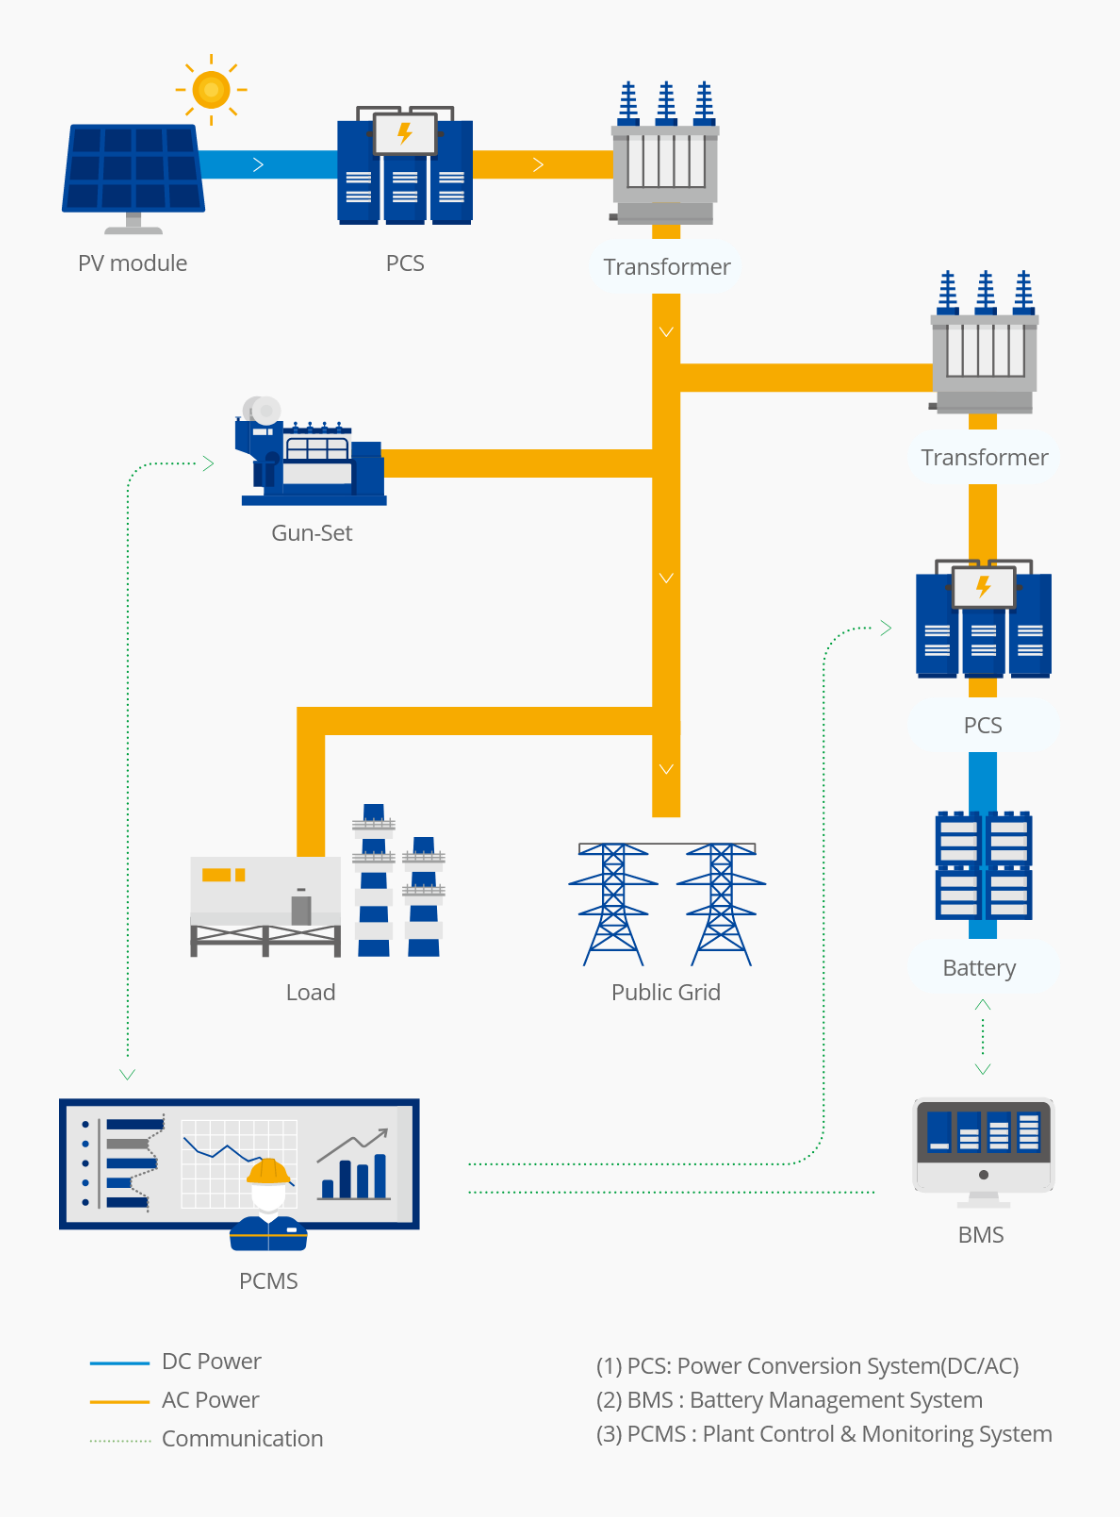 PV module
PCS
Transformer
Transformer
Gun-Set
PCS
Battery
Load
Public Grid
BMS
PCMS
DC Power
AC Power
Communication
(1) PCS: Power Conversion System(DC/AC)
(2) BMS : Battery Management System
(3) PCMS : Plant Control & Monitoring System